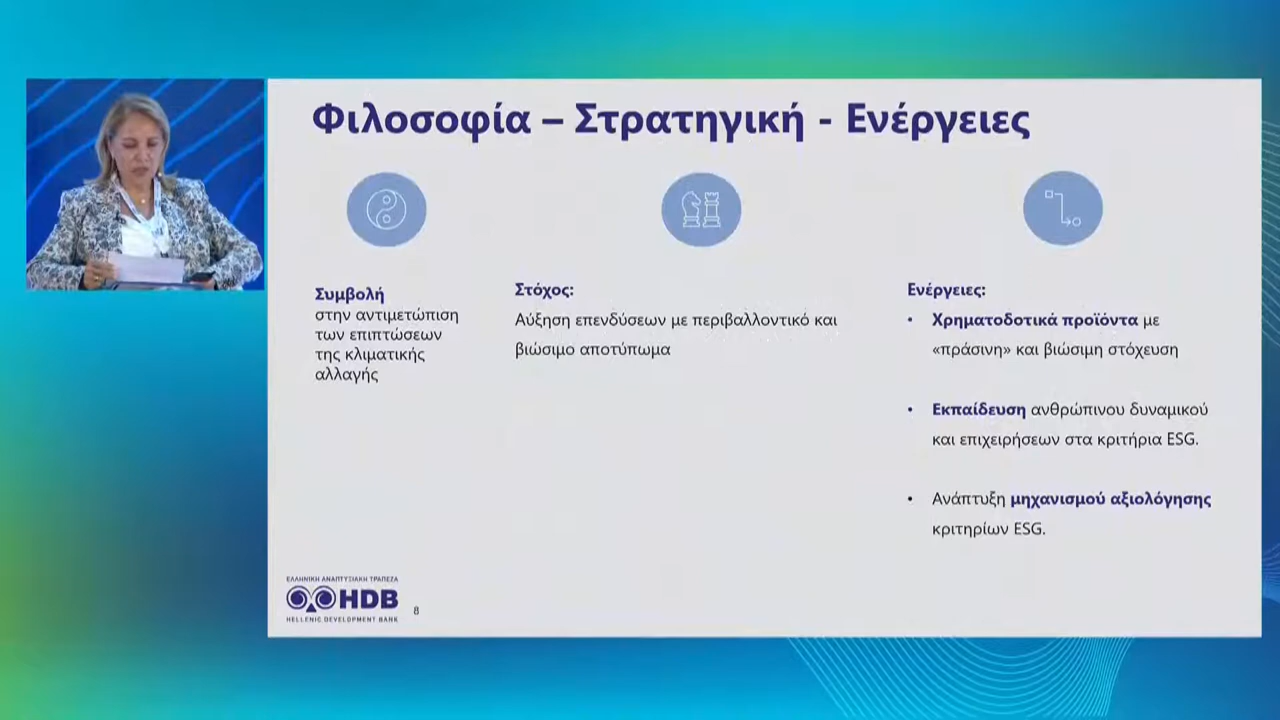 Φιλοσοφία – Στρατηγική - Ενέργειες
Συμβολή
στην αντιμετώπιση
των επιπτώσεων
της κλιματικής
αλλαγής
Στόχος:
Αύξηση επενδύσεων με περιβαλλοντικό και
βιώσιμο αποτύπωμα
Ενέργειες:
• Χρηματοδοτικά προϊόντα με
«πράσινη» και βιώσιμη στόχευση
• Εκπαίδευση ανθρώπινου δυναμικού
και επιχειρήσεων στα κριτήρια ESG.
• Ανάπτυξη μηχανισμού αξιολόγησης
κριτηρίων ESG.
ΕΛΛΗΝΙΚΗ ΑΝΑΠΤΥΞΙΑΚΗ ΤΡΑΠΕΖΑ
HDB
HELLENIC DEVELOPMENT BANK
8